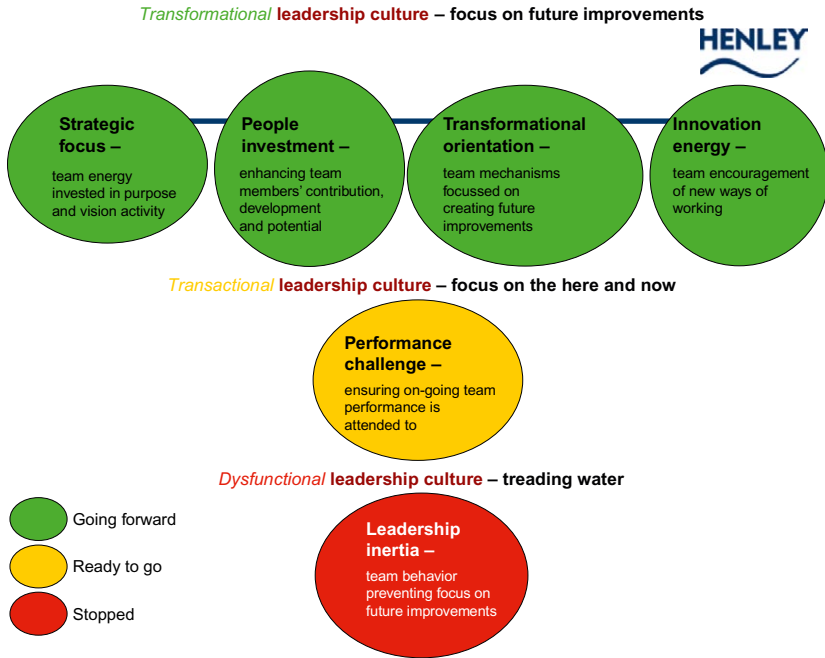 Transformational leadership culture – focus on future improvements
HENLEY
Strategic
focus –
team energy
invested in purpose
and vision activity
People
investment –
enhancing team
members’ contribution,
development
and potential
Transformational
orientation –
team mechanisms
focussed on
creating future
improvements
Innovation
energy –
team encouragement
of new ways of
working
Transactional leadership culture – focus on the here and now
Performance
challenge –
ensuring on-going team
performance is
attended to
Dysfunctional leadership culture – treading water
Leadership
inertia –
team behavior
preventing focus on
future improvements
Going forward
Ready to go
Stopped